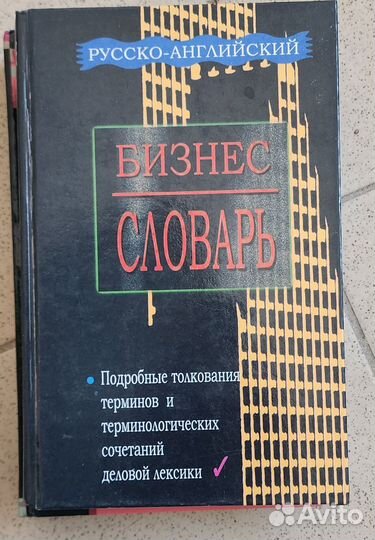 РУССКО-АНГЛИЙСКИЙ
БИЗНЕС
СЛОВАРЬ
• Подробные толкования
терминов и
терминологических
сочетаний
деловой лексики ✓
Avito